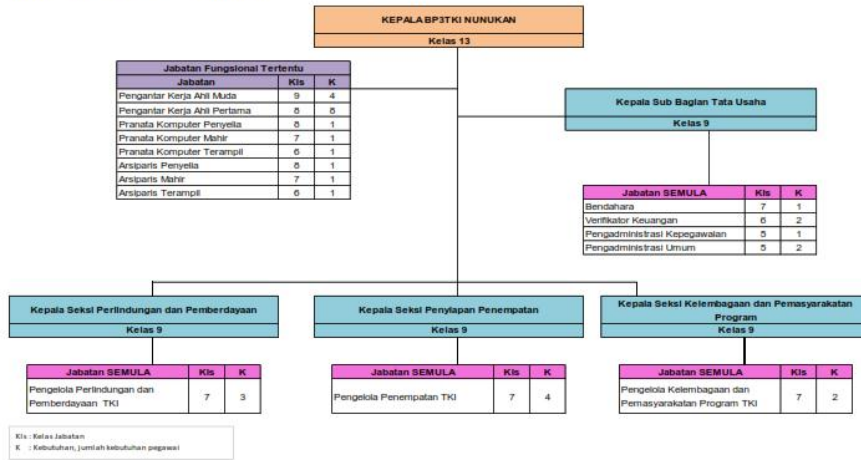 KEPALA BP3TKI NUNUKAN
Kelas 13
Jabatan Fungsional Tertentu
Jabatan Kls K
Pengantar Kerja Ahli Muda 9 4
Pengantar Kerja Ahli Pertama 8 8
Pranata Komputer Penyelia 8 1
Pranata Komputer Mahir 7 1
Pranata Komputer Terampil 6 1
Arsiparis Penyelia 8 1
Arsiparis Mahir 7 1
Arsiparis Terampil 6 1
Kepala Sub Bagian Tata Usaha
Kelas 9
Jabatan SEMULA Kls K
Bendahara 7 1
Verifikator Keuangan 6 2
Pengadministrasi Kepegawaian 5 1
Pengadministrasi Umum 5 2
Kepala Seksi Perlindungan dan Pemberdayaan
Kelas 9
Jabatan SEMULA Kls K
Pengelola Perlindungan dan
Pemberdayaan TKI 7 3
Kepala Seksi Penyiapan Penempatan
Kelas 9
Jabatan SEMULA Kls K
Pengelola Penempatan TKI 7 4
Kepala Seksi Kelembagaan dan Pemasyarakatan
Program
Kelas 9
Jabatan SEMULA Kls K
Pengelola Kelembagaan dan
Pemasyarakatan Program TKI 7 2
Kls : Kelas Jabatan
K : Kebutuhan, jumlah kebutuhan pegawai